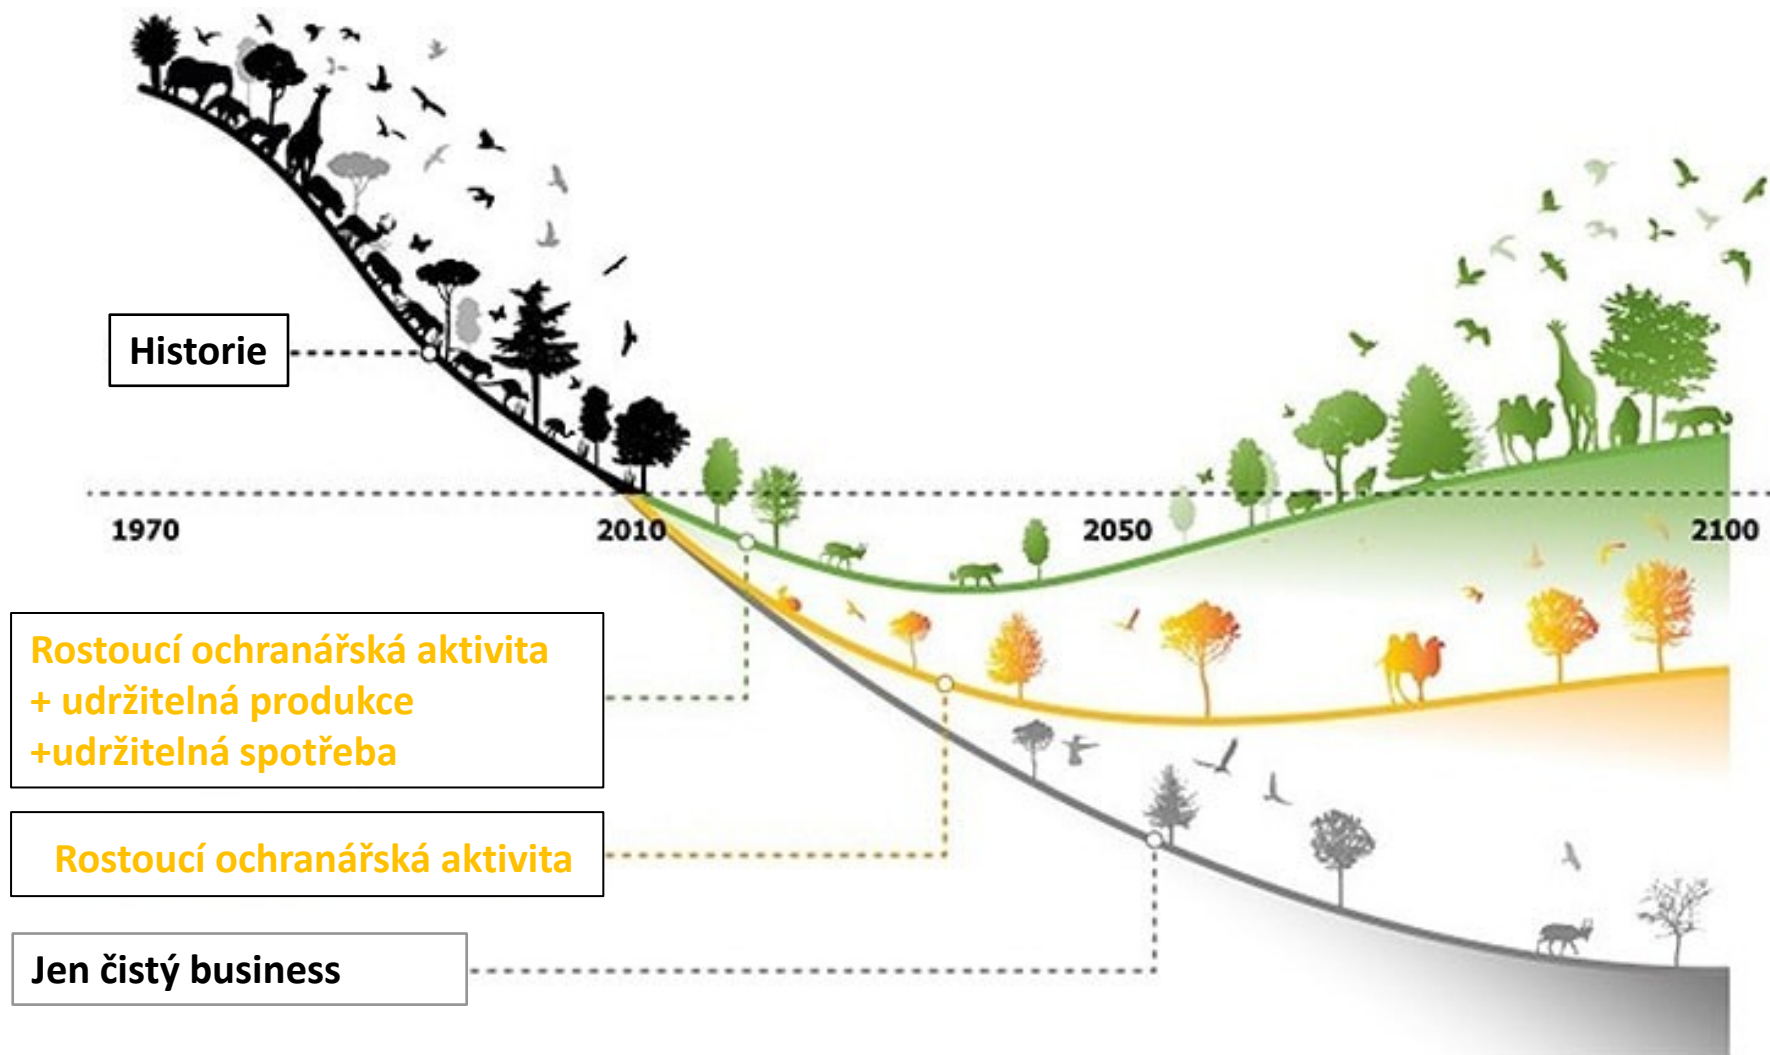 Historie
1970
2010
2050
2100
Rostoucí ochranářská aktivita
+ udržitelná produkce
+udržitelná spotřeba
Rostoucí ochranářská aktivita
Jen čistý business